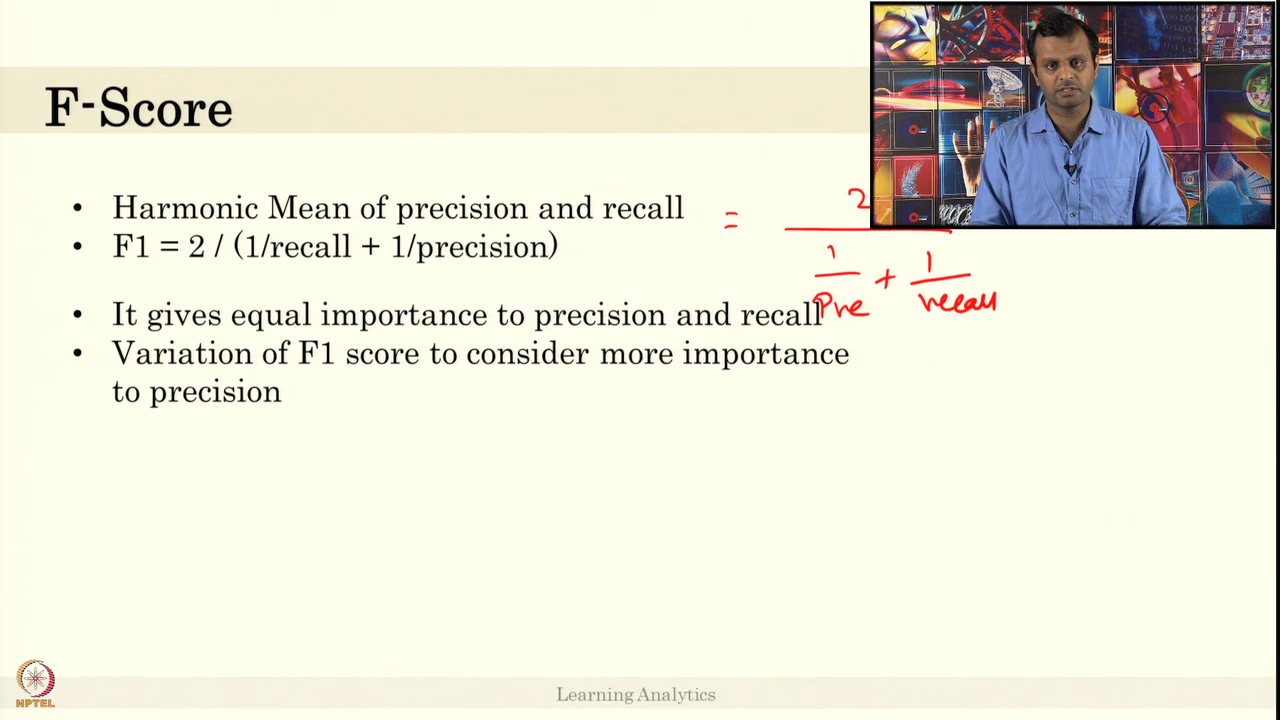 F-Score
• Harmonic Mean of precision and recall
• F1 = 2 / (1/recall + 1/precision)
• It gives equal importance to precision and recall
• Variation of F1 score to consider more importance
to precision
= 2
1 + 1
Pre recall
Learning Analytics
NPTEL